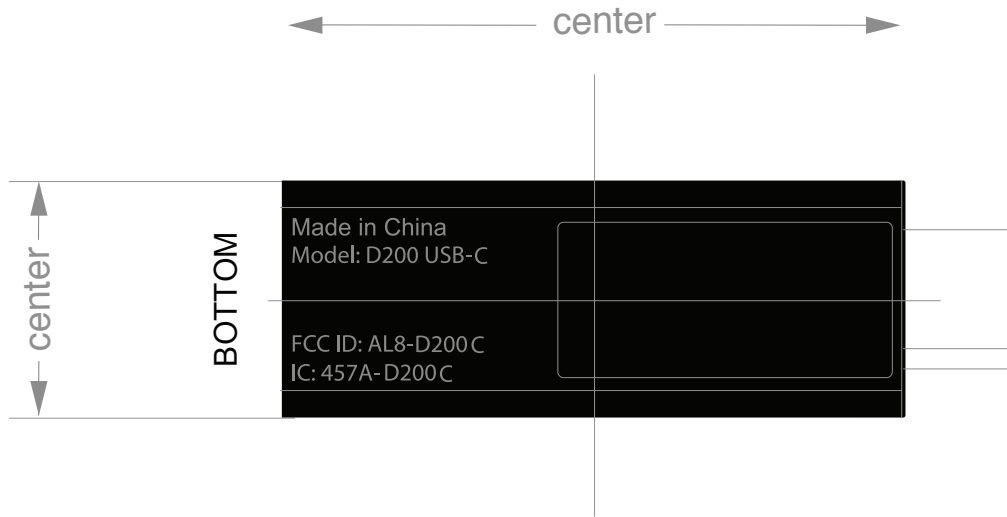 center
center
BOTTOM
Made in China
Model: D200 USB-C
FCC ID: AL8-D200C
IC: 457A-D200C